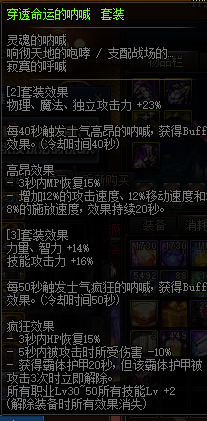 穿透命运的呐喊 套装
灵魂的呐喊
响彻天地的咆哮 / 支配战场的...
寂寞的呼喊
[2]套装效果
物理、魔法、独立攻击力 +23%
每40秒触发士气高昂的呐喊，获得Buff
效果。(冷却时间40秒)
高昂效果
- 3秒内MP恢复15%
- 增加12%的攻击速度、12%移动速度和1
8%的施放速度，效果持续20秒。
[3]套装效果
力量、智力 +14%
技能攻击力 +16%
每50秒触发士气疯狂的呐喊，获得Buff
效果。(冷却时间50秒)
疯狂效果
- 3秒内HP恢复15%
- 5秒内被攻击时所受伤害 -10%
- 获得霸体护甲20秒，但该霸体护甲被
攻击3次时立即解除。
所有职业Lv30~50所有技能Lv +2
(解除装备时所有效果消失)
装备
消耗